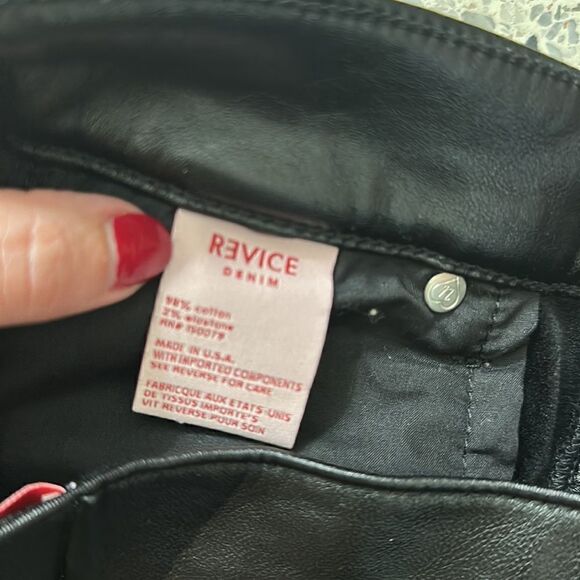 RƎVICE
DENIM
98% cotton
2% elastane
RN# 150079
MADE IN U.S.A.
WITH IMPORTED COMPONENTS
SEE REVERSE FOR CARE
FABRIQUE AUX ETATS-UNIS
DE TISSUS IMPORTE'S
VIT REVERSE POUR SOIN